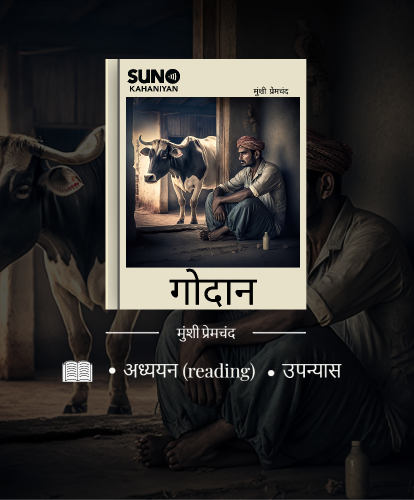 SUNO
KAHANIYAN
मुंशी प्रेमचंद
गोदान
मुंशी प्रेमचंद
• अध्ययन (reading) • उपन्यास